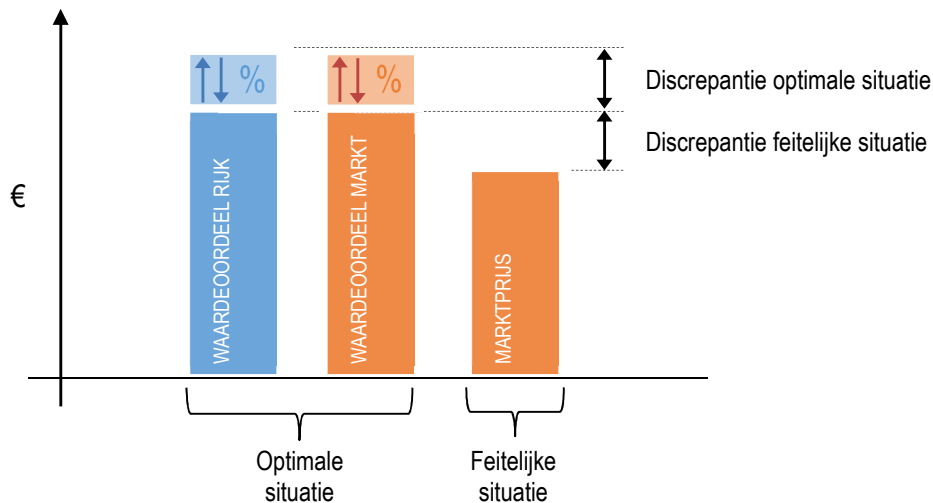 %
%
Discrepantie optimale situatie
Discrepantie feitelijke situatie
€
WAARDEOORDEEL RIJK
WAARDEOORDEEL MARKT
MARKTPRIJS
Optimale
situatie
Feitelijke
situatie